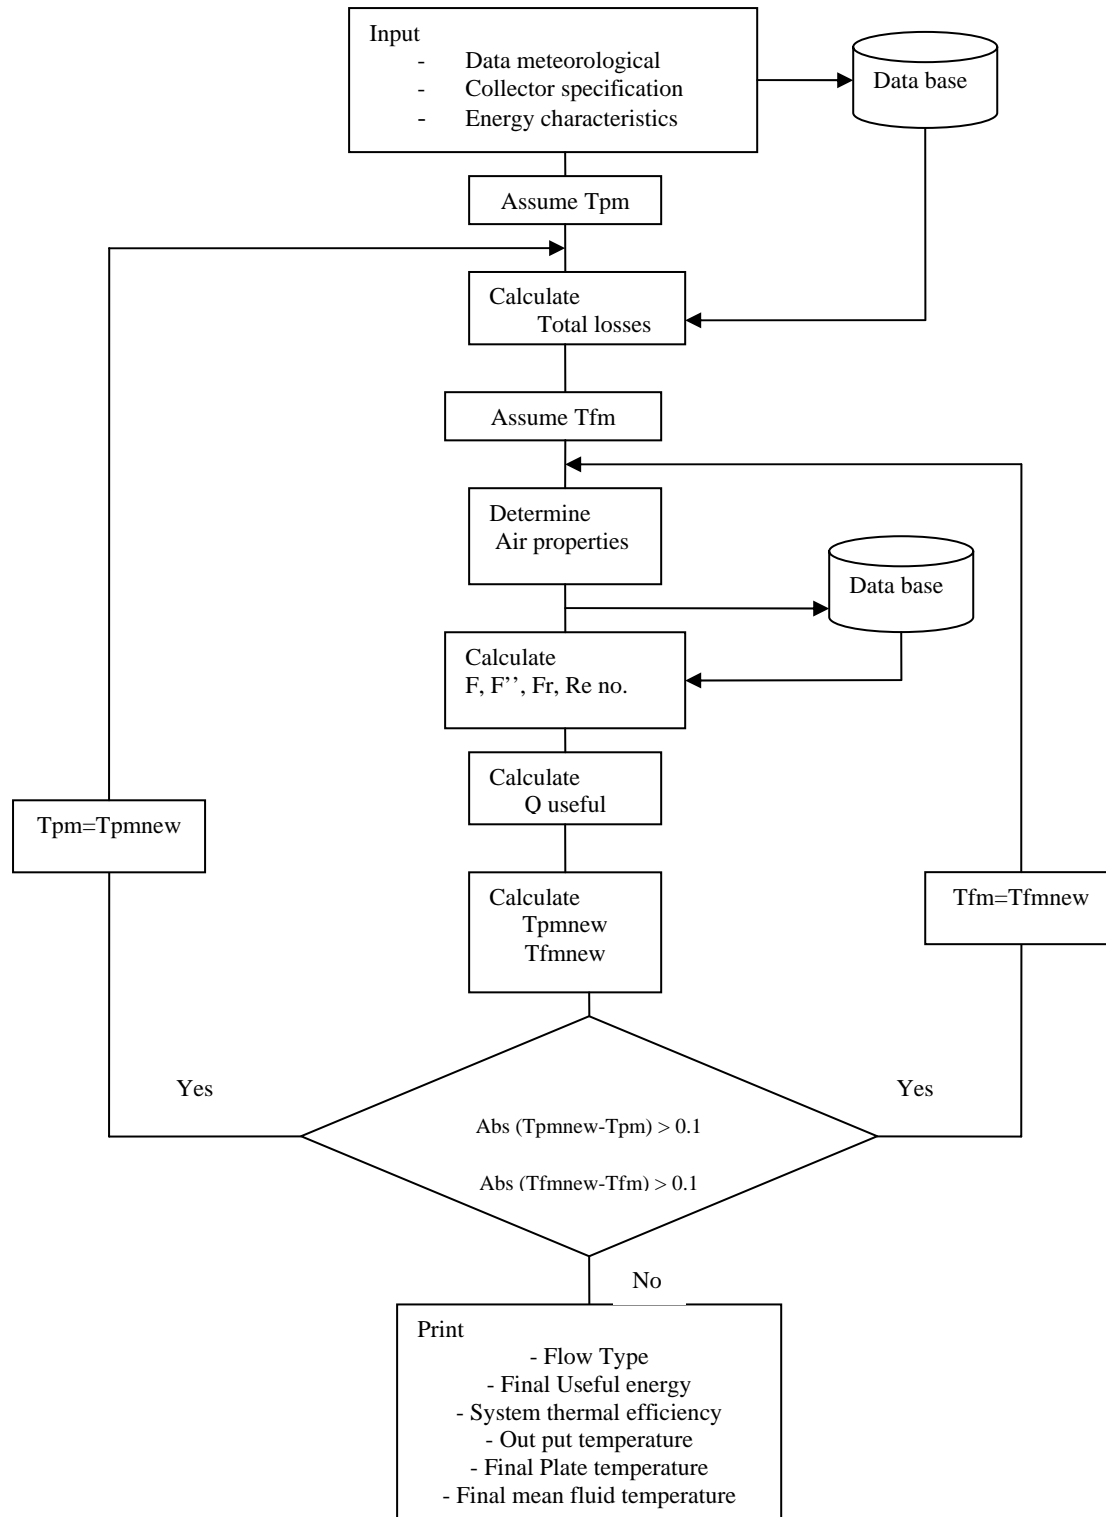 Input
- Data meteorological
- Collector specification
- Energy characteristics
Data base
Assume Tpm
Calculate
Total losses
Assume Tfm
Determine
Air properties
Data base
Calculate
F, F’’, Fr, Re no.
Calculate
Q useful
Tpm=Tpmnew
Calculate
Tpmnew
Tfmnew
Tfm=Tfmnew
Yes
Yes
Abs (Tpmnew-Tpm) > 0.1
Abs (Tfmnew-Tfm) > 0.1
No
Print
- Flow Type
- Final Useful energy
- System thermal efficiency
- Out put temperature
- Final Plate temperature
- Final mean fluid temperature